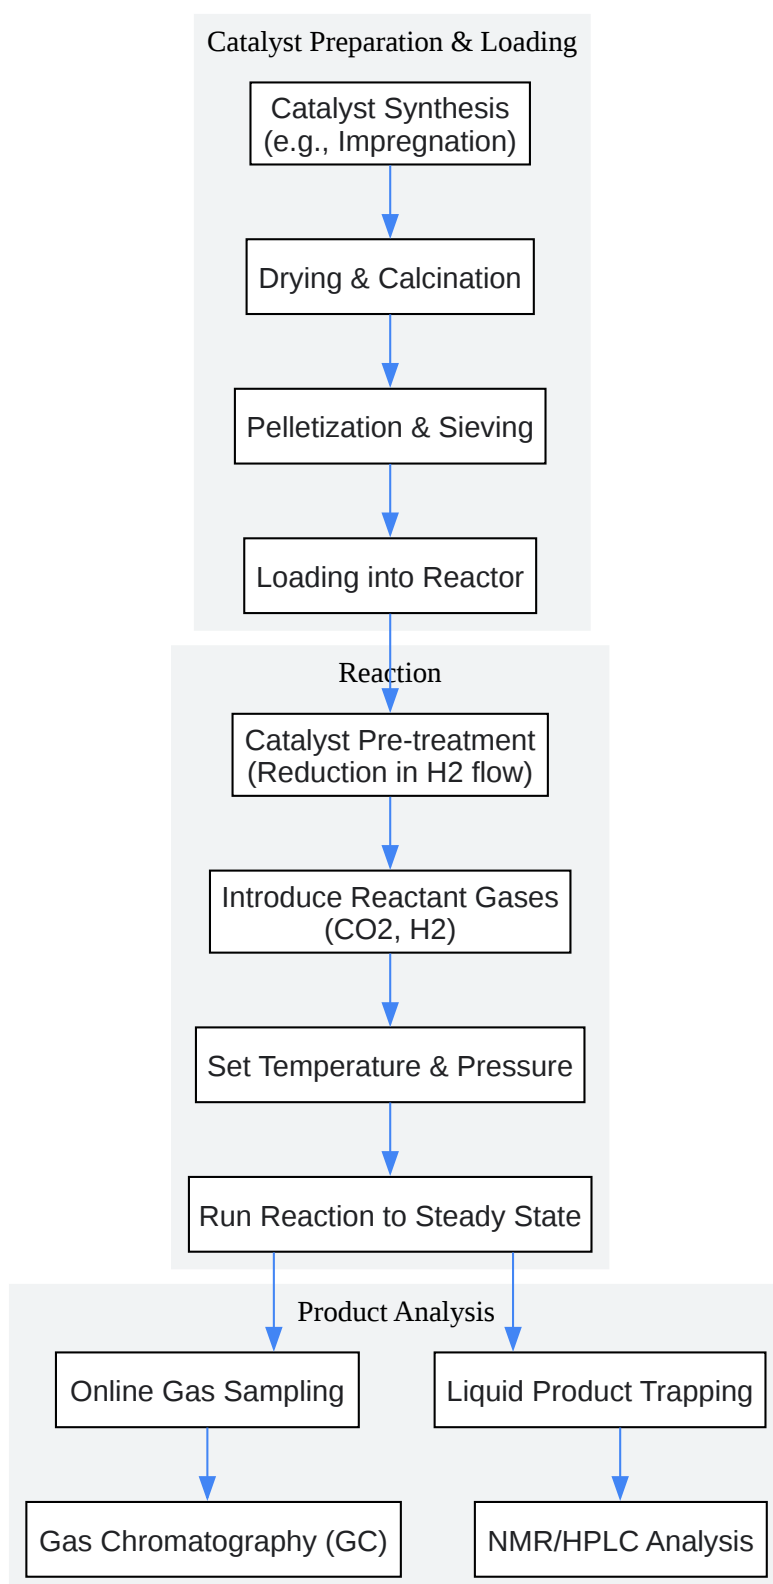 Catalyst Preparation & Loading
Catalyst Synthesis
(e.g., Impregnation)
Drying & Calcination
Pelletization & Sieving
Loading into Reactor
Reaction
Catalyst Pre-treatment
(Reduction in H2 flow)
Introduce Reactant Gases
(CO2, H2)
Set Temperature & Pressure
Run Reaction to Steady State
Product Analysis
Online Gas Sampling
Liquid Product Trapping
Gas Chromatography (GC)
NMR/HPLC Analysis